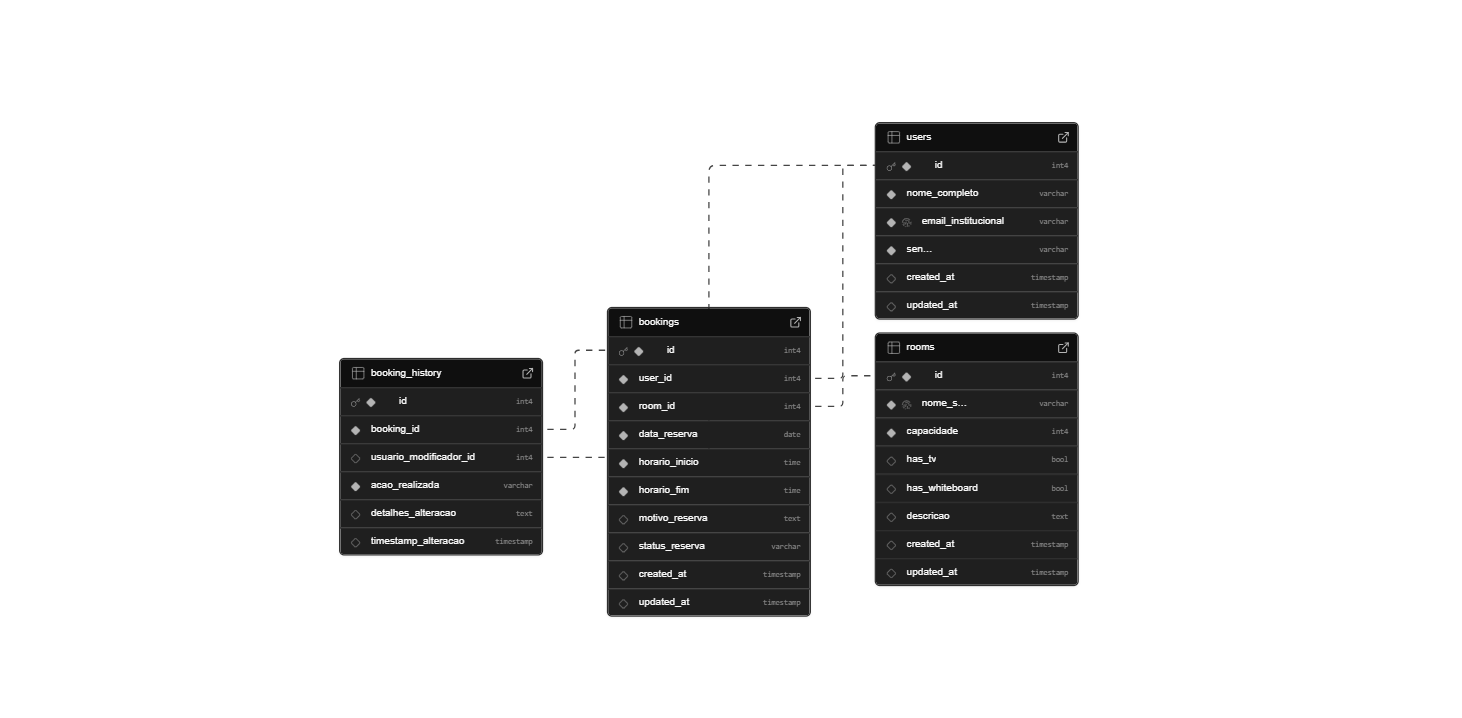 users
id int4
nome_completo varchar
email_institucional varchar
sen... varchar
created_at timestamp
updated_at timestamp
bookings
id int4
user_id int4
room_id int4
data_reserva date
horario_inicio time
horario_fim time
motivo_reserva text
status_reserva varchar
created_at timestamp
updated_at timestamp
rooms
id int4
nome_s... varchar
capacidade int4
has_tv bool
has_whiteboard bool
descricao text
created_at timestamp
updated_at timestamp
booking_history
id int4
booking_id int4
usuario_modificador_id int4
acao_realizada varchar
detalhes_alteracao text
timestamp_alteracao timestamp